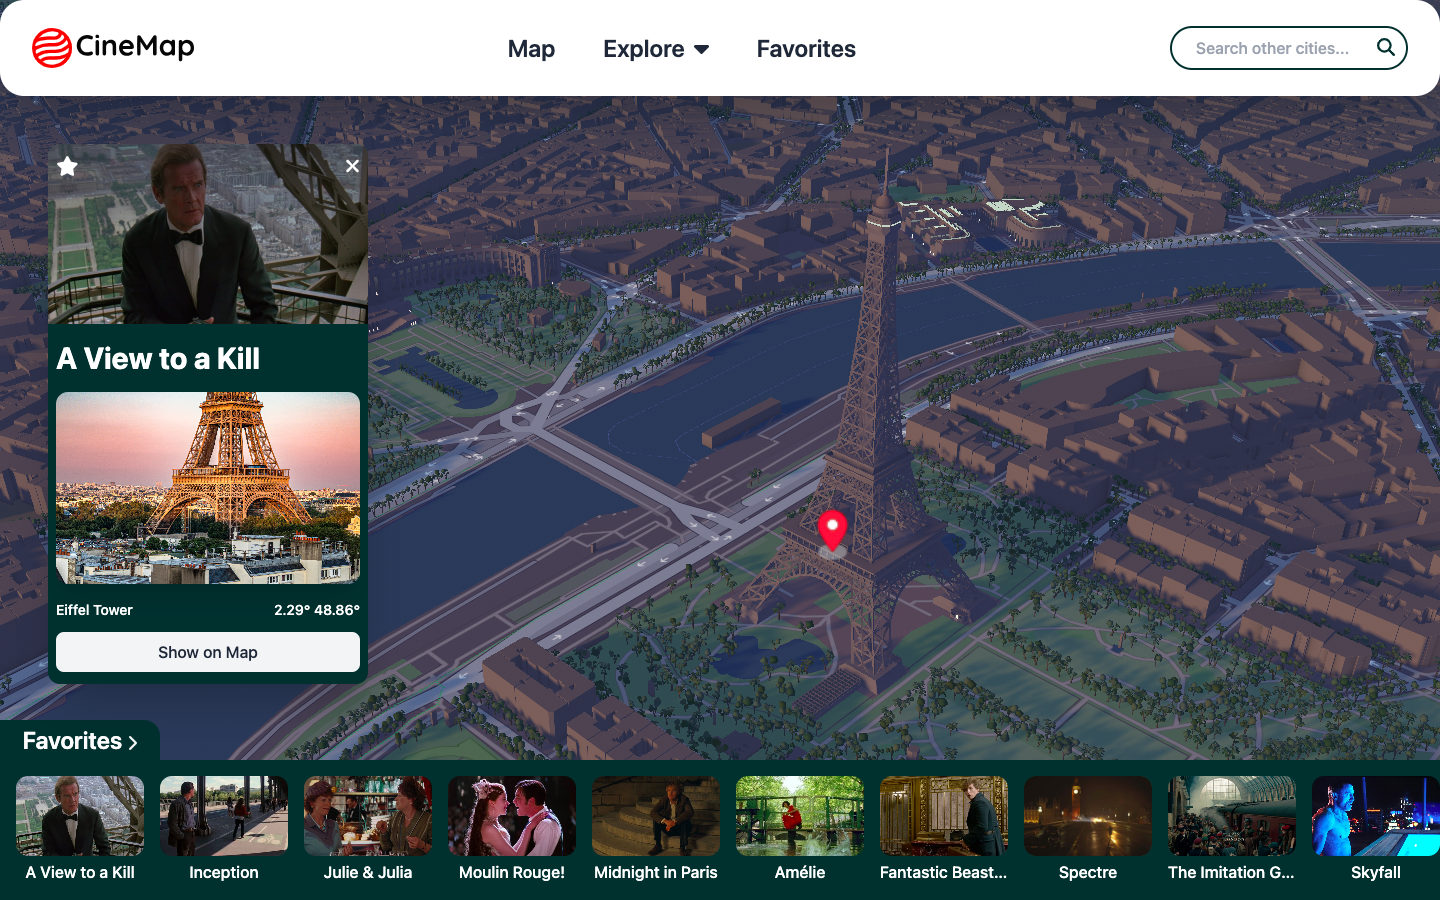 CineMap
Map
Explore
Favorites
Search other cities...
A View to a Kill
Eiffel Tower
2.29° 48.86°
Show on Map
Favorites
A View to a Kill
Inception
Julie & Julia
Moulin Rouge!
Midnight in Paris
Amélie
Fantastic Beast...
Spectre
The Imitation G...
Skyfall